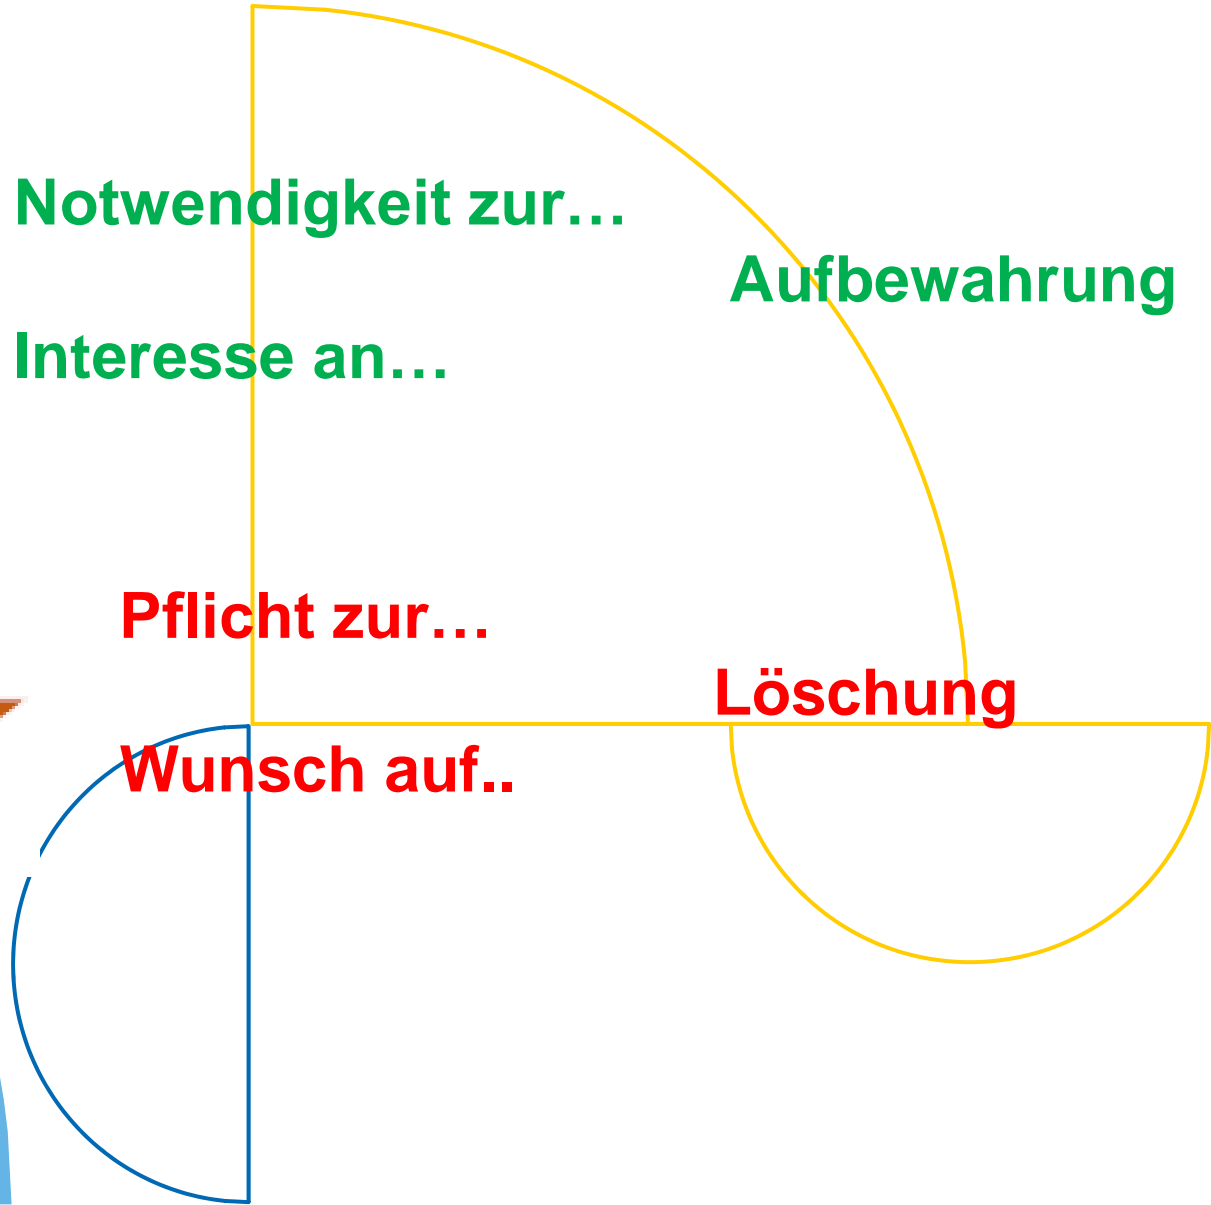 Notwendigkeit zur…
Aufbewahrung
Interesse an…
Pflicht zur…
Löschung
Wunsch auf..